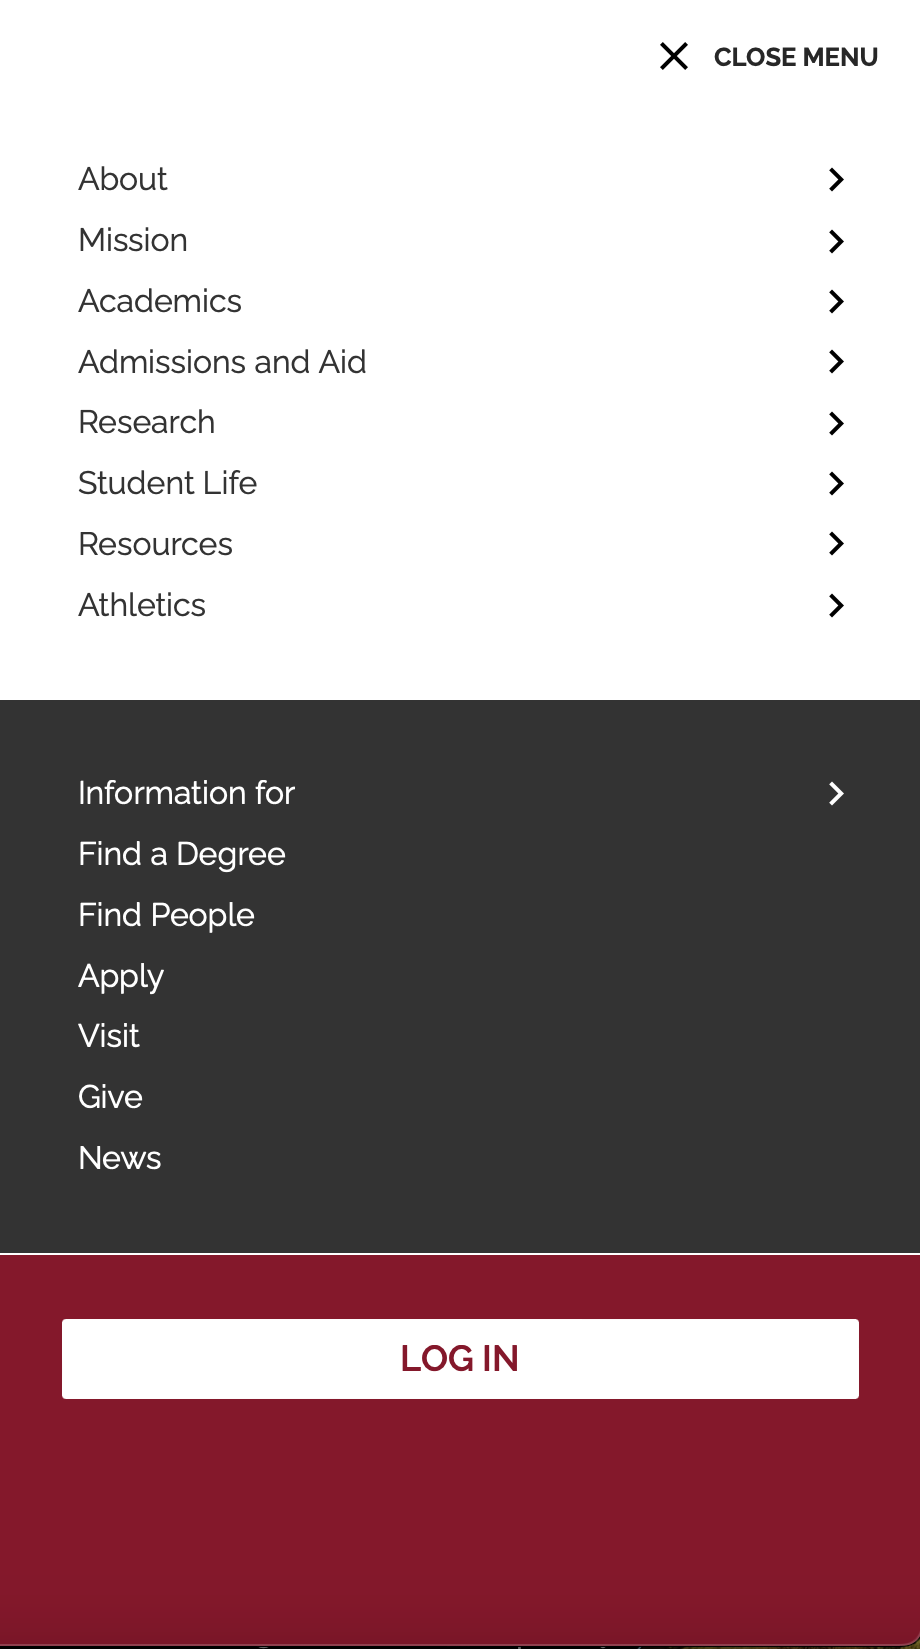 CLOSE MENU
About
Mission
Academics
Admissions and Aid
Research
Student Life
Resources
Athletics
Information for
Find a Degree
Find People
Apply
Visit
Give
News
LOG IN